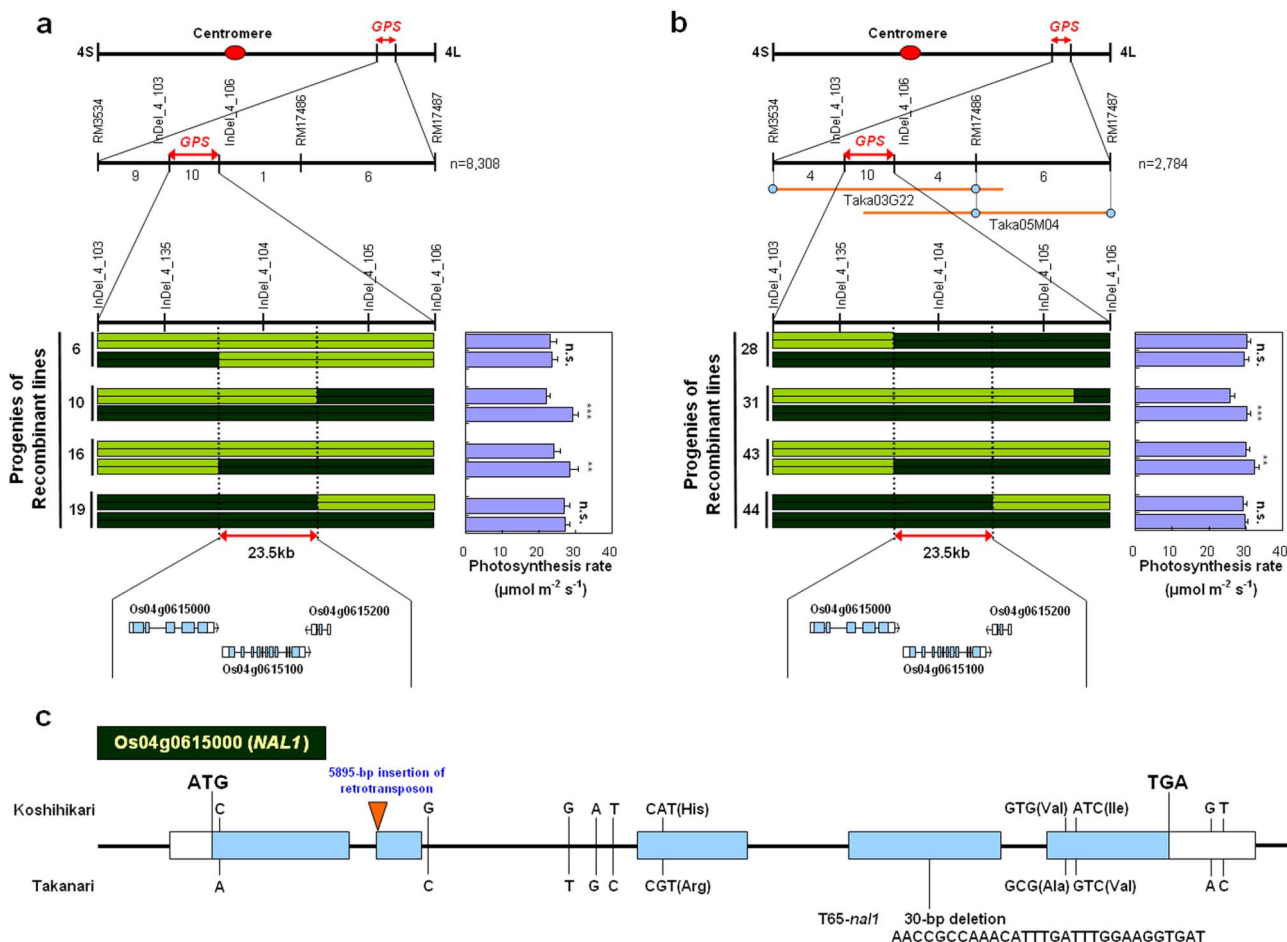 a
GPS
Centromere
4S
4L
RM3534
InDel_4_103
InDel_4_106
RM17486
RM17487
GPS
n=8,308
9
10
1
6
InDel_4_103
InDel_4_135
InDel_4_104
InDel_4_105
InDel_4_106
Progenies of
Recombinant lines
6
n.s.
10
***
16
**
19
n.s.
23.5kb
0 10 20 30 40
Photosynthesis rate
(µmol m-2 s-1)
Os04g0615000
Os04g0615200
Os04g0615100
b
GPS
Centromere
4S
4L
RM3534
InDel_4_103
InDel_4_106
RM17486
RM17487
GPS
n=2,784
4
10
4
6
Taka03G22
Taka05M04
InDel_4_103
InDel_4_135
InDel_4_104
InDel_4_105
InDel_4_106
Progenies of
Recombinant lines
28
n.s.
31
***
43
**
44
n.s.
23.5kb
0 10 20 30 40
Photosynthesis rate
(µmol m-2 s-1)
Os04g0615000
Os04g0615200
Os04g0615100
c
Os04g0615000 (NAL1)
5895-bp insertion of
retrotransposon
ATG
TGA
Koshihikari
C
G
G A T
CAT(His)
GTG(Val) ATC(Ile)
G T
Takanari
A
C
T G C
CGT(Arg)
GCG(Ala) GTC(Val)
A C
T65-nal1 30-bp deletion
AACCGCCAAACATTTGATTTGGAAGGTGAT